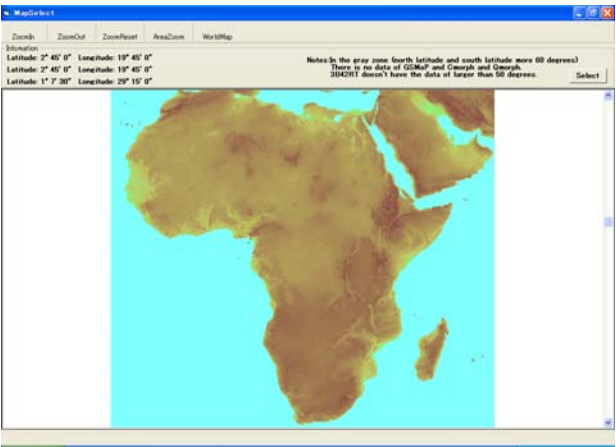 MapSelect
ZoomIn ZoomOut ZoomReset AreaZoom WorldMap
Infomation
Latitude: 2° 45' 0" Longitude: 19° 45' 0"
Latitude: 2° 45' 0" Longitude: 19° 45' 0"
Latitude: 1° 7' 30" Longitude: 29° 15' 0"
Notes:In the gray zone (north latitude and south latitude more 60 degrees)
There is no data of GSMaP and Cmorph and Qmorph.
3B42RT doesn't have the data of larger than 50 degrees.
Select